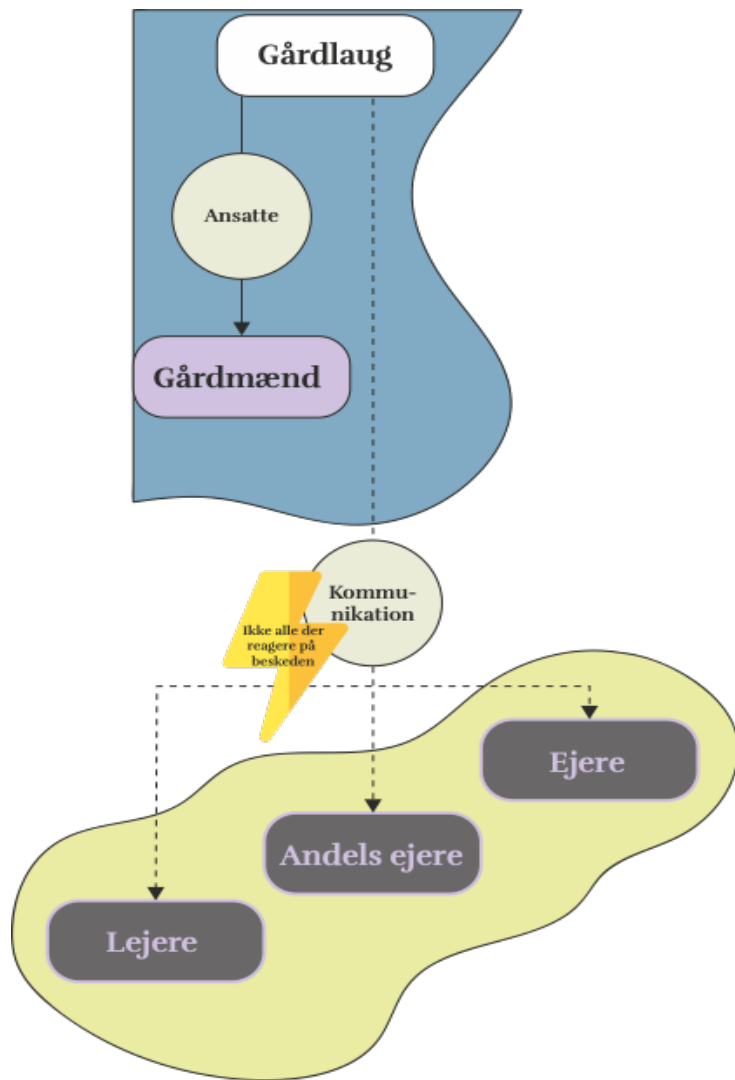 Gårdlaug
Ansatte
Gårdmænd
Kommu-
nikation
Ikke alle der
reagere på
beskeden
Ejere
Andels ejere
Lejere